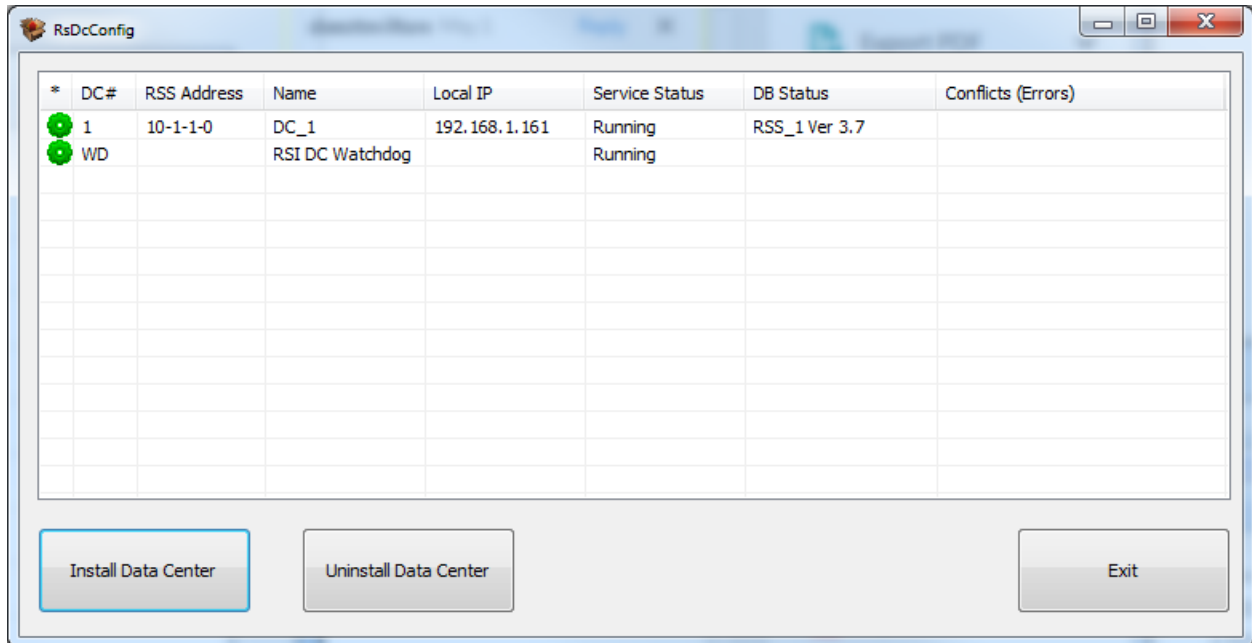 RsDcConfig
* DC# RSS Address Name Local IP Service Status DB Status Conflicts (Errors)
1 10-1-1-0 DC_1 192.168.1.161 Running RSS_1 Ver 3.7
WD RSI DC Watchdog Running
Install Data Center Uninstall Data Center Exit